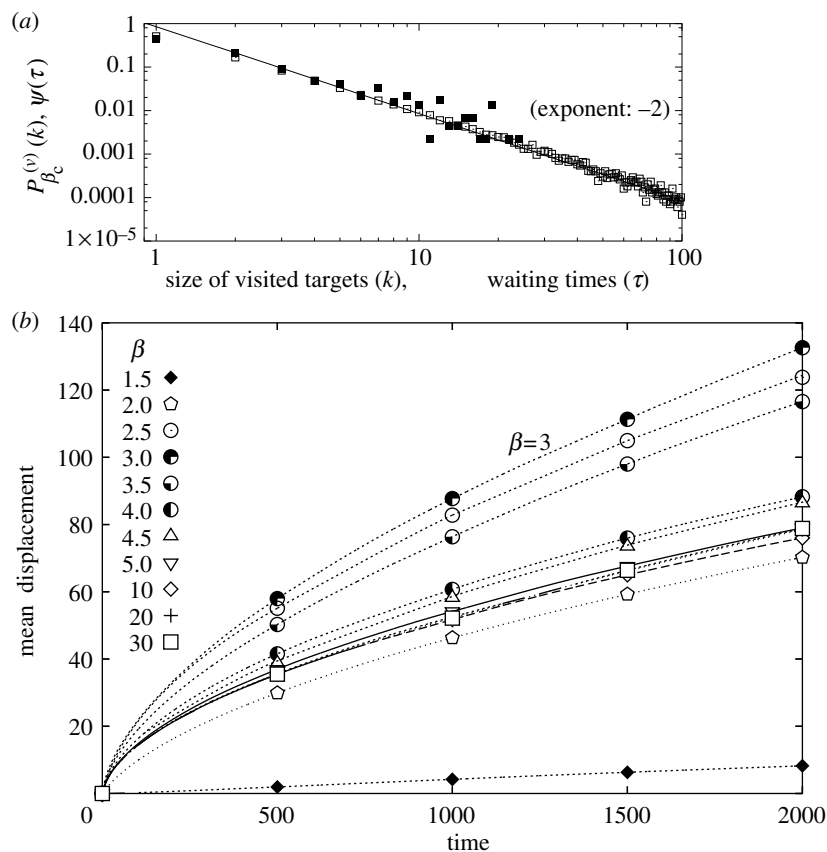 (a)
1
0.1
0.01
0.001
0.0001
1×10⁻⁵
P_{β_c}^{(v)}(k), ψ(τ)
(exponent: –2)
1 10 100
size of visited targets (k), waiting times (τ)
(b)
140
120
100
80
60
40
20
0
mean displacement
β
1.5
2.0
2.5
3.0
3.5
4.0
4.5
5.0
10
20
30
β=3
500 1000 1500 2000
time